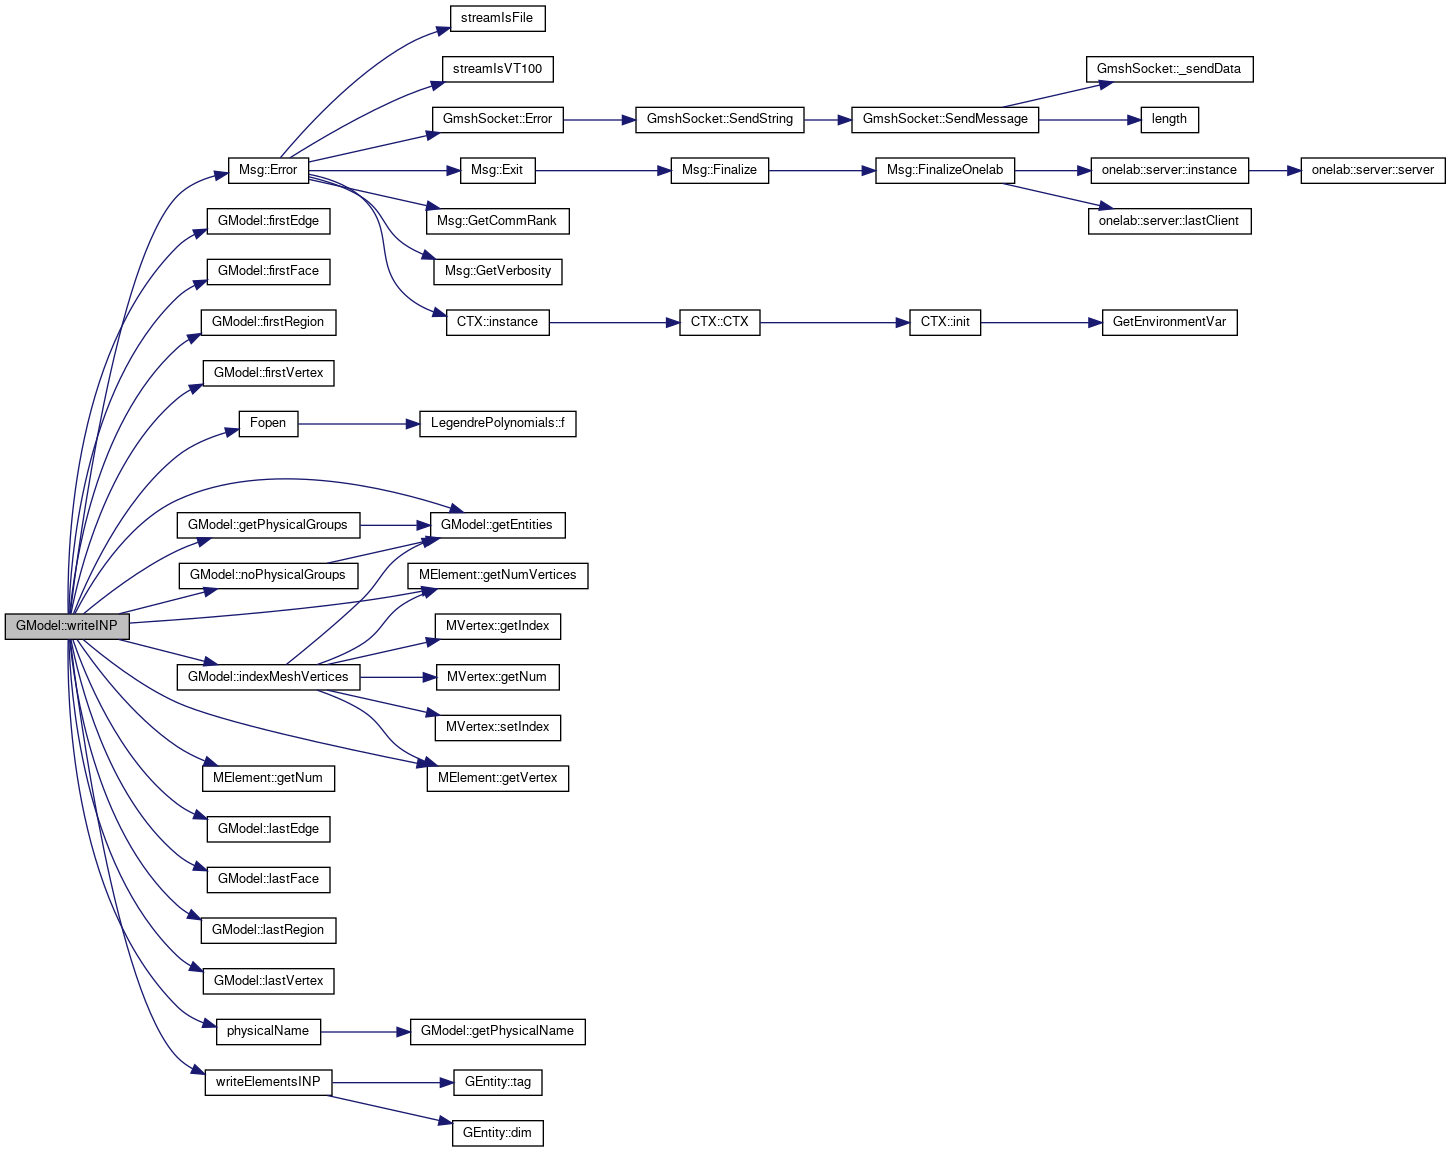 streamIsFile
streamIsVT100
GmshSocket::_sendData
GmshSocket::Error
GmshSocket::SendString
GmshSocket::SendMessage
length
Msg::Error
Msg::Exit
Msg::Finalize
Msg::FinalizeOnelab
onelab::server::instance
onelab::server::server
GModel::firstEdge
Msg::GetCommRank
onelab::server::lastClient
GModel::firstFace
Msg::GetVerbosity
GModel::firstRegion
CTX::instance
CTX::CTX
CTX::init
GetEnvironmentVar
GModel::firstVertex
Fopen
LegendrePolynomials::f
GModel::getPhysicalGroups
GModel::getEntities
GModel::noPhysicalGroups
MElement::getNumVertices
GModel::writeINP
MVertex::getIndex
GModel::indexMeshVertices
MVertex::getNum
MVertex::setIndex
MElement::getNum
MElement::getVertex
GModel::lastEdge
GModel::lastFace
GModel::lastRegion
GModel::lastVertex
physicalName
GModel::getPhysicalName
writeElementsINP
GEntity::tag
GEntity::dim